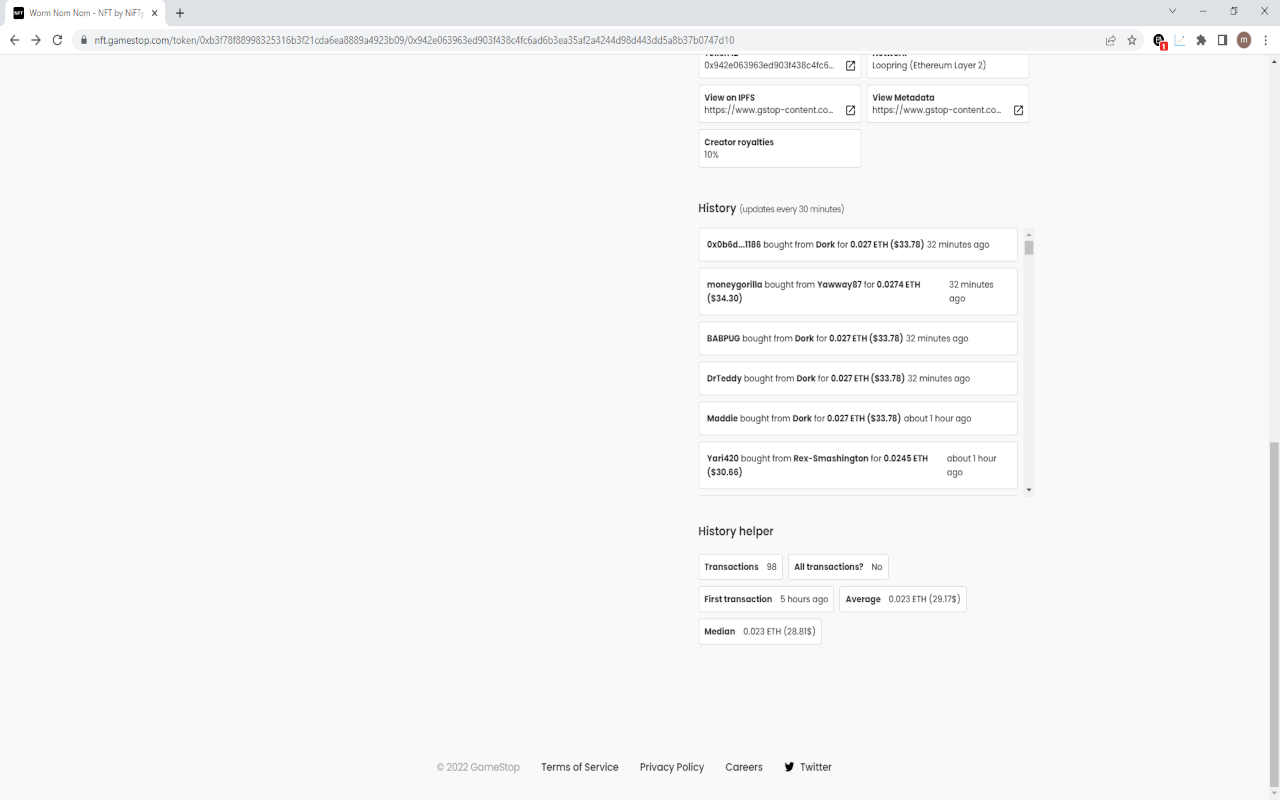 Worm Nom Nom - NFT by NiFTy
nft.gamestop.com/token/0xb3f78f88998325316b3f21cda6ea8889a4923b09/0x942e063963ed903f438c4fc6ad6b3ea35af2a4244d98d443dd5a8b37b0747d10
Token ID Network
0x942e063963ed903f438c4fc6... Loopring (Ethereum Layer 2)
View on IPFS View Metadata
https://www.gstop-content.co... https://www.gstop-content.co...
Creator royalties
10%
History (updates every 30 minutes)
0x0b6d...1186 bought from Dork for 0.027 ETH ($33.78) 32 minutes ago
moneygorilla bought from Yawway87 for 0.0274 ETH 32 minutes
($34.30) ago
BABPUG bought from Dork for 0.027 ETH ($33.78) 32 minutes ago
DrTeddy bought from Dork for 0.027 ETH ($33.78) 32 minutes ago
Maddie bought from Dork for 0.027 ETH ($33.78) about 1 hour ago
Yari420 bought from Rex-Smashington for 0.0245 ETH about 1 hour
($30.66) ago
History helper
Transactions 98 All transactions? No
First transaction 5 hours ago Average 0.023 ETH (29.17$)
Median 0.023 ETH (28.81$)
© 2022 GameStop Terms of Service Privacy Policy Careers Twitter